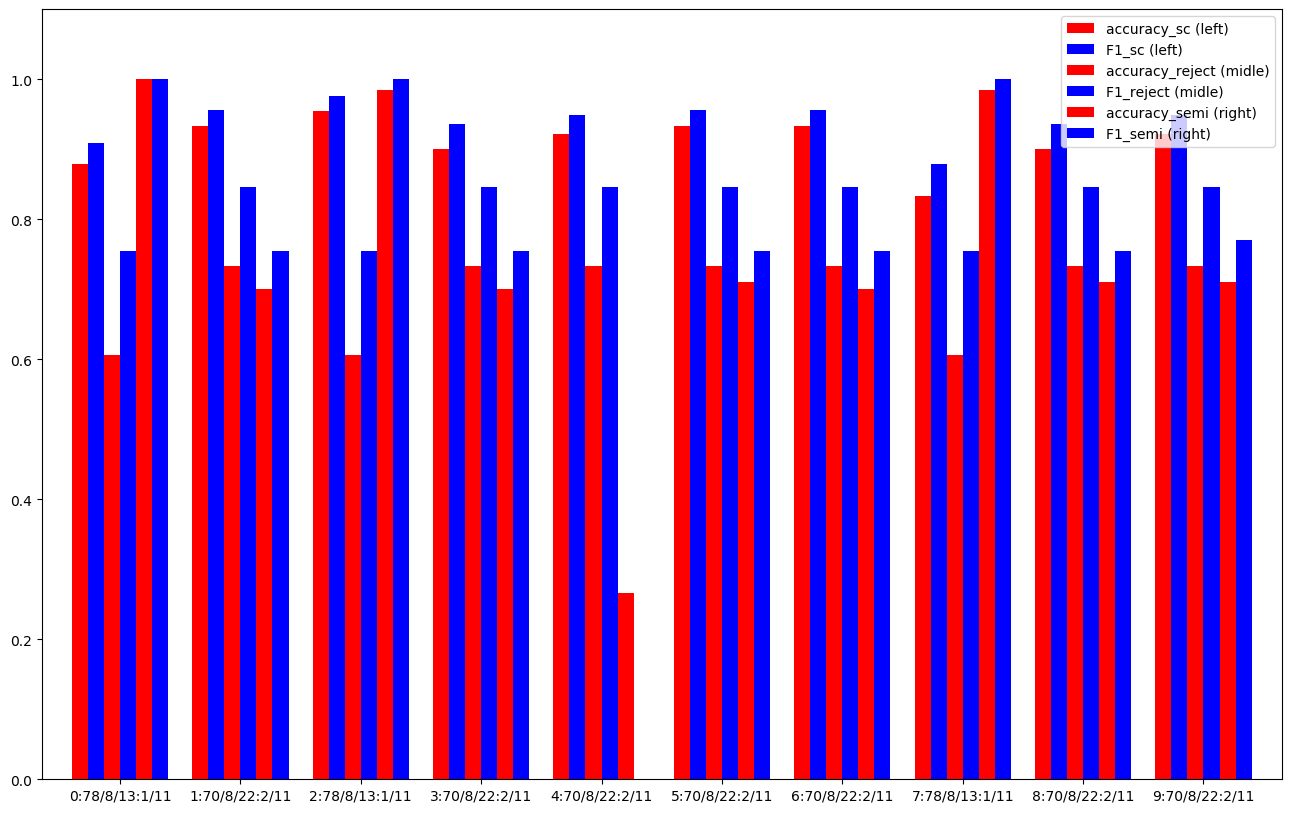 accuracy_sc (left)
F1_sc (left)
accuracy_reject (midle)
F1_reject (midle)
accuracy_semi (right)
F1_semi (right)
1.0
0.8
0.6
0.4
0.2
0.0
0:78/8/13:1/11 1:70/8/22:2/11 2:78/8/13:1/11 3:70/8/22:2/11 4:70/8/22:2/11 5:70/8/22:2/11 6:70/8/22:2/11 7:78/8/13:1/11 8:70/8/22:2/11 9:70/8/22:2/11